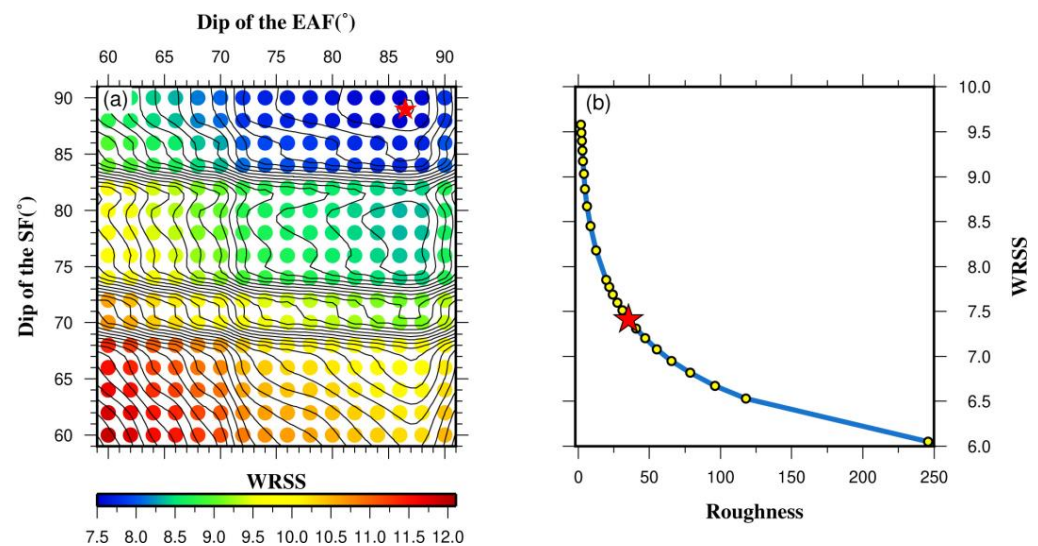 Dip of the EAF(°)
60 65 70 75 80 85 90
(a)
90
85
80
75
70
65
60
Dip of the SF(°)
WRSS
7.5 8.0 8.5 9.0 9.5 10.0 10.5 11.0 11.5 12.0
(b)
10.0
9.5
9.0
8.5
8.0
7.5
7.0
6.5
6.0
WRSS
0 50 100 150 200 250
Roughness